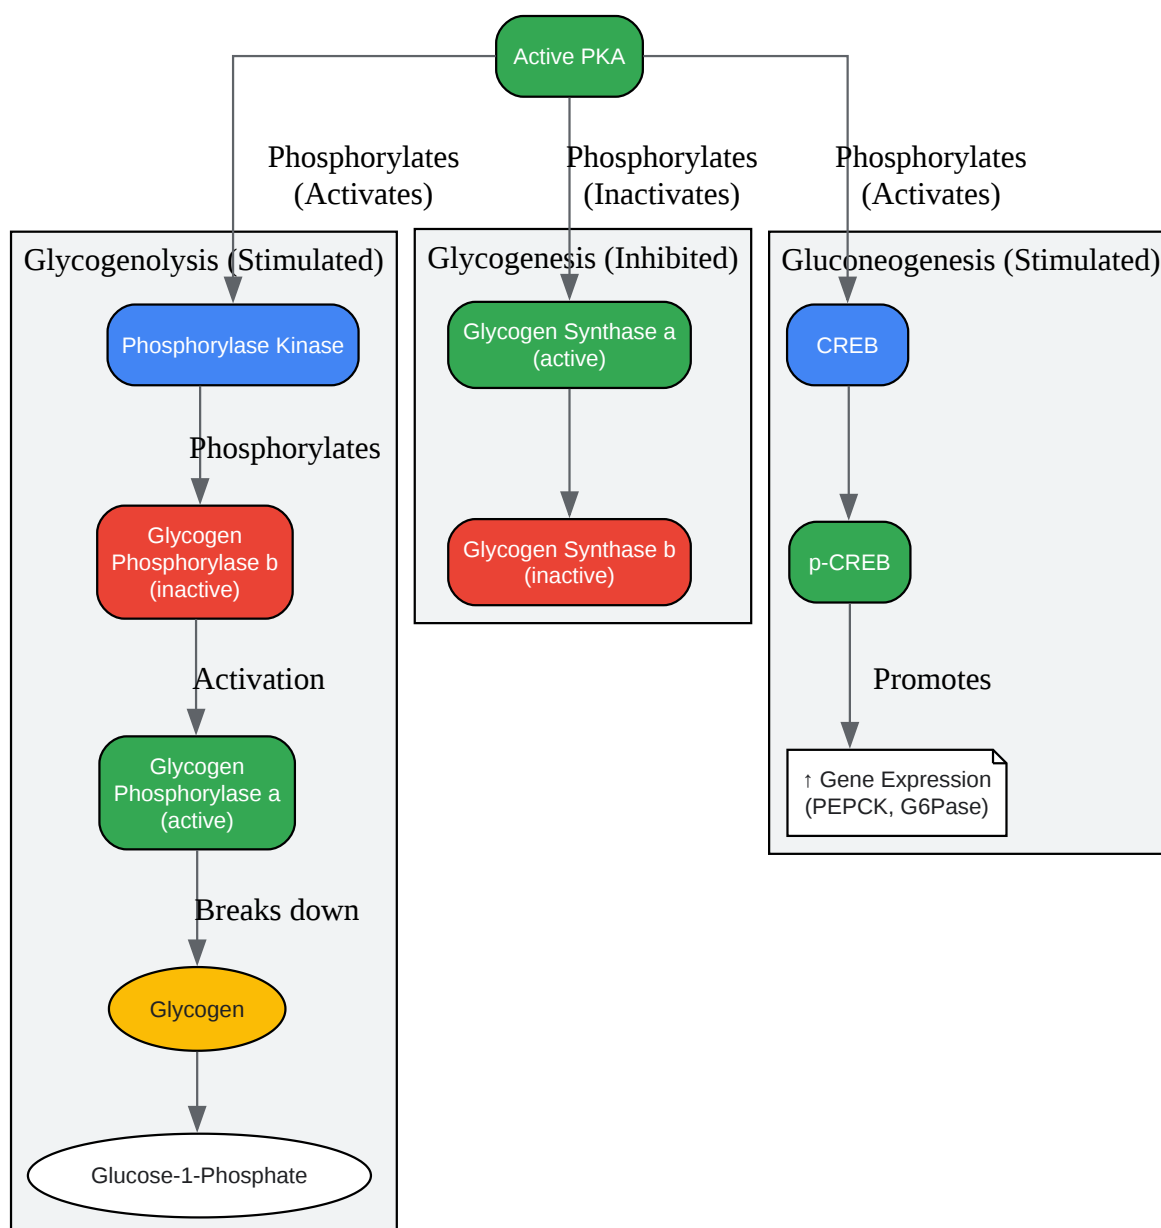 Active PKA
Phosphorylates
(Activates)
Phosphorylates
(Inactivates)
Phosphorylates
(Activates)
Glycogenolysis (Stimulated)
Phosphorylase Kinase
Phosphorylates
Glycogen
Phosphorylase b
(inactive)
Activation
Glycogen
Phosphorylase a
(active)
Breaks down
Glycogen
Glucose-1-Phosphate
Glycogenesis (Inhibited)
Glycogen Synthase a
(active)
Glycogen Synthase b
(inactive)
Gluconeogenesis (Stimulated)
CREB
p-CREB
Promotes
↑ Gene Expression
(PEPCK, G6Pase)